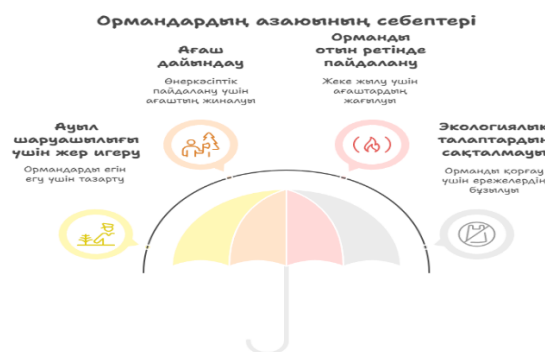 Ормандардың азаюының себептері
Ағаш
дайындау
Өнеркәсіптік
пайдалану үшін
ағаштың жиналуы
Орманды
отын ретінде
пайдалану
Жеке жылу үшін
ағаштардың
жағылуы
Ауыл
шаруашылығы
үшін жер игеру
Ормандарды егін
егу үшін тазарту
Экологиялық
талаптардың
сақталмауы
Орманды қорғау
үшін ережелердің
бұзылуы